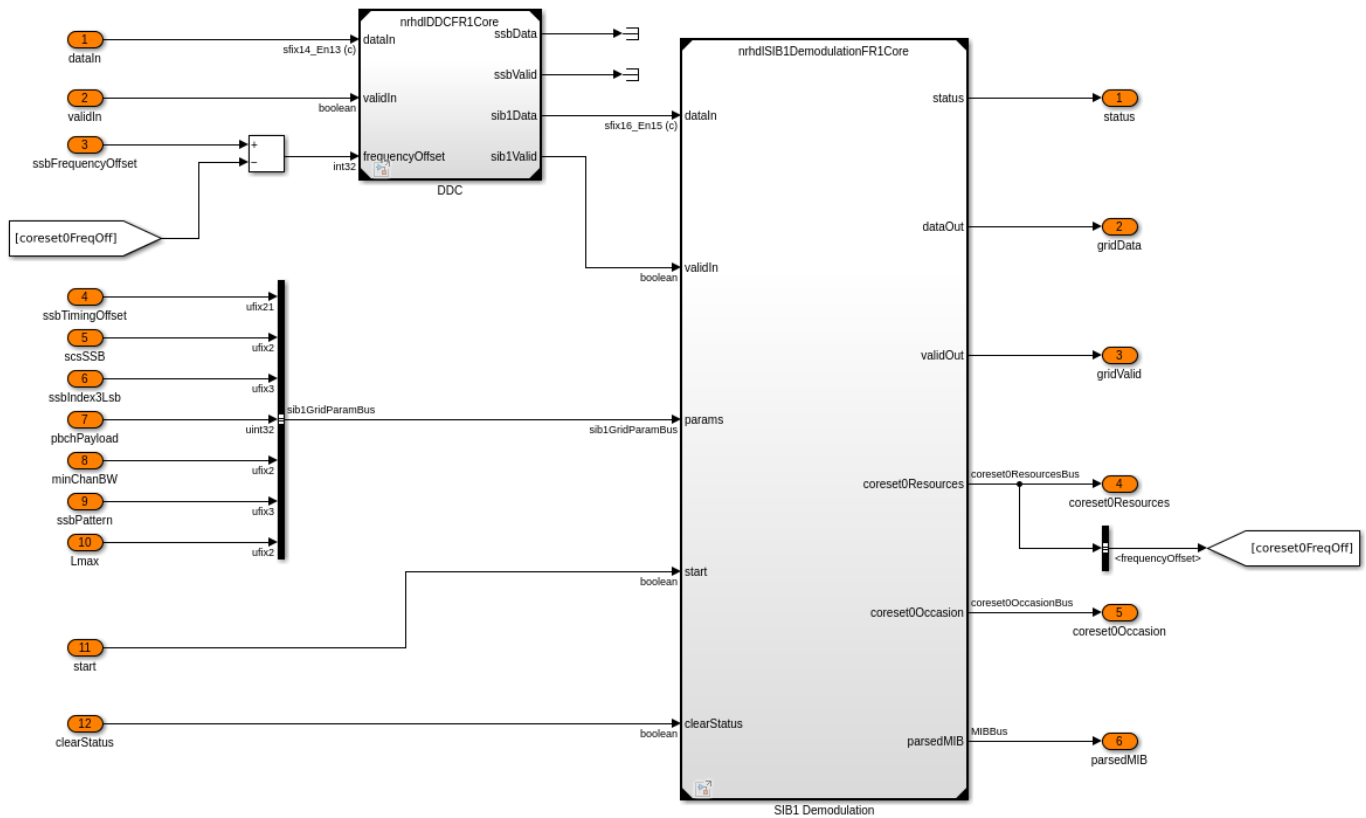 1
dataIn
2
validIn
3
ssbFrequencyOffset
[coreset0FreqOff]
+
−
nrhdlDDCFR1Core
sfix14_En13 (c)
dataIn
boolean
validIn
int32
frequencyOffset
ssbData
ssbValid
sib1Data
sib1Valid
DDC
4
ssbTimingOffset
ufix21
5
scsSSB
ufix2
6
ssbIndex3Lsb
ufix3
7
pbchPayload
uint32
8
minChanBW
ufix2
9
ssbPattern
ufix3
10
Lmax
ufix2
sib1GridParamBus
11
start
12
clearStatus
nrhdlSIB1DemodulationFR1Core
sfix16_En15 (c)
dataIn
boolean
validIn
sib1GridParamBus
params
boolean
start
boolean
clearStatus
status
dataOut
validOut
coreset0Resources
coreset0Occasion
parsedMIB
SIB1 Demodulation
1
status
2
gridData
3
gridValid
coreset0ResourcesBus
4
coreset0Resources
<frequencyOffset>
[coreset0FreqOff]
coreset0OccasionBus
5
coreset0Occasion
MIBBus
6
parsedMIB